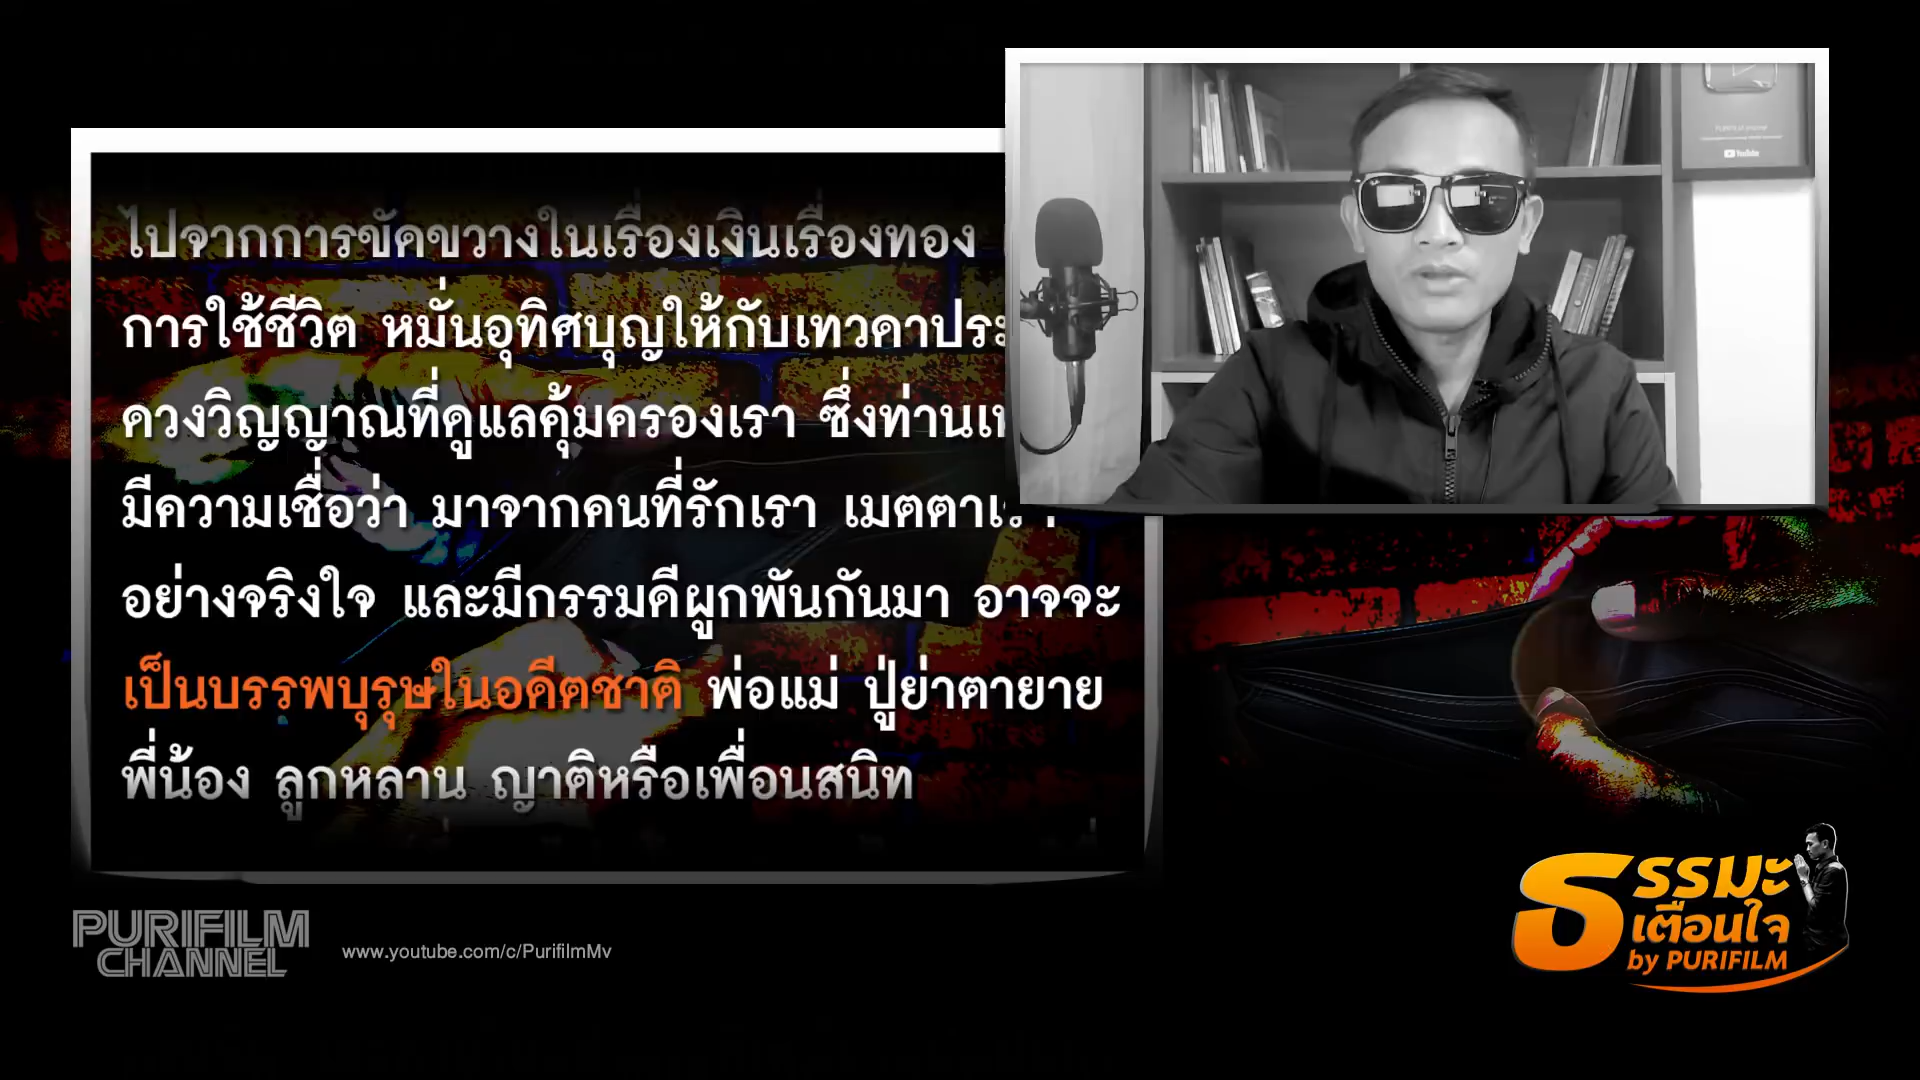 ไปจากการขัดขวางในเรื่องเงินเรื่องทอง
การใช้ชีวิต หมั่นอุทิศบุญให้กับเทวดาประ
ดวงวิญญาณที่ดูแลคุ้มครองเรา ซึ่งท่านเห
มีความเชื่อว่า มาจากคนที่รักเรา เมตตาเรา
อย่างจริงใจ และมีกรรมดีผูกพันกันมา อาจจะ
เป็นบรรพบุรุษในอดีตชาติ พ่อแม่ ปู่ย่าตายาย
พี่น้อง ลูกหลาน ญาติหรือเพื่อนสนิท
YouTube
PURIFILM
CHANNEL
www.youtube.com/c/PurifilmMv
ธรรมะ
เตือนใจ
by PURIFILM